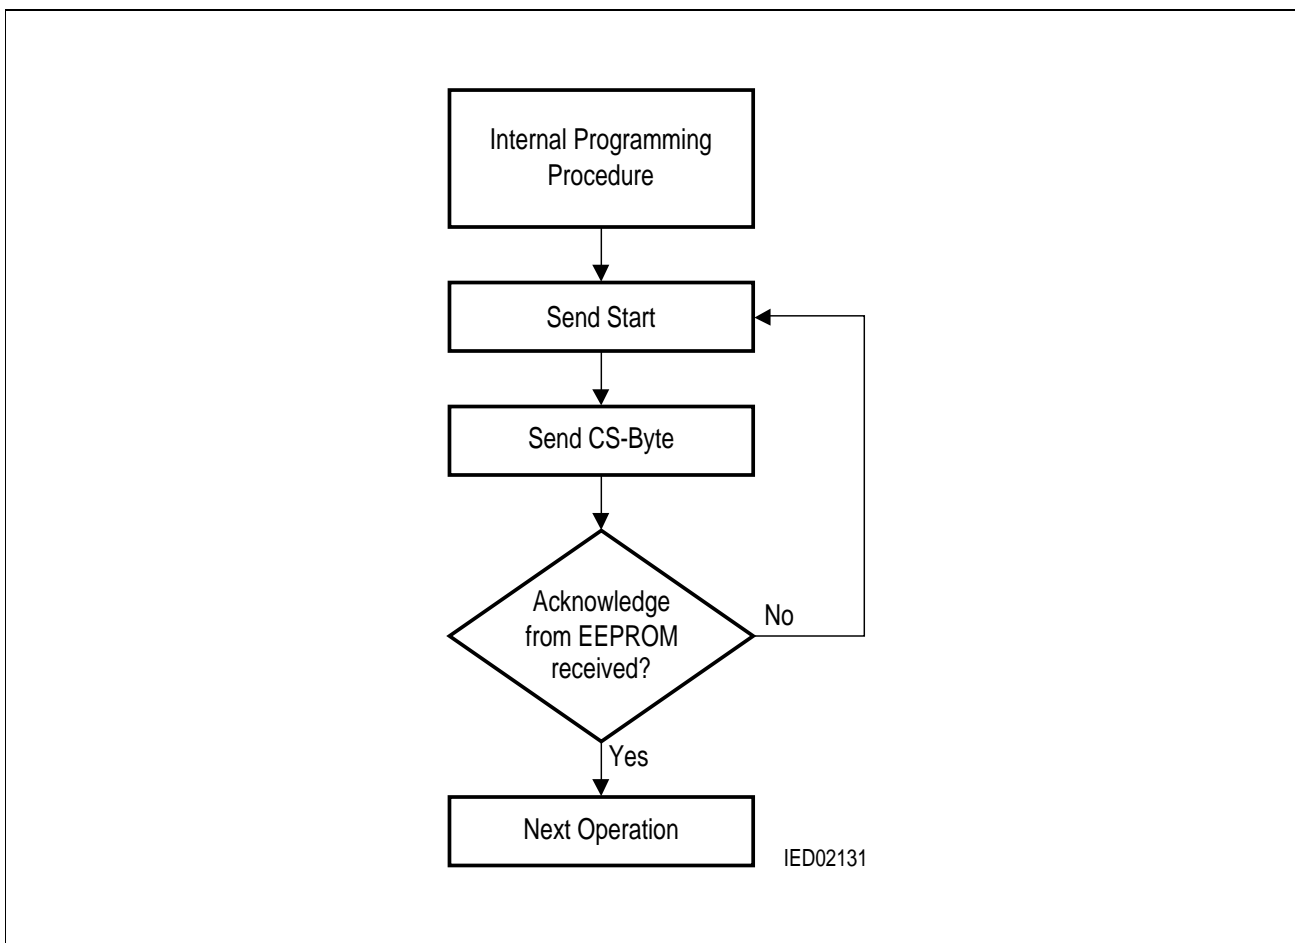 Internal Programming
Procedure
Send Start
Send CS-Byte
Acknowledge
from EEPROM
received?
No
Yes
Next Operation
IED02131